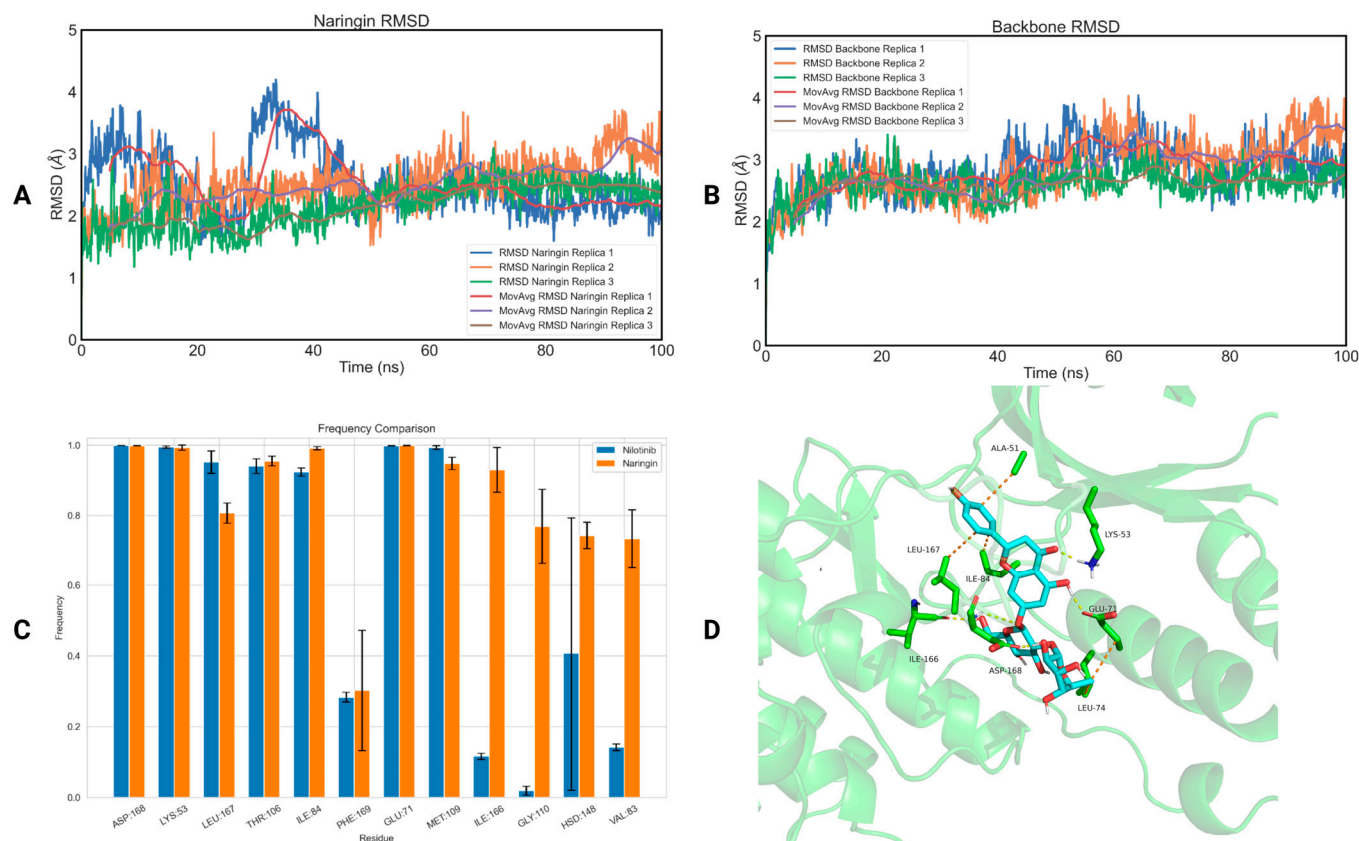 Naringin RMSD
5
4
3
2
1
0
RMSD (Å)
A
RMSD Naringin Replica 1
RMSD Naringin Replica 2
RMSD Naringin Replica 3
MovAvg RMSD Naringin Replica 1
MovAvg RMSD Naringin Replica 2
MovAvg RMSD Naringin Replica 3
0 20 40 60 80 100
Time (ns)
Backbone RMSD
5
4
3
2
1
0
RMSD (Å)
B
RMSD Backbone Replica 1
RMSD Backbone Replica 2
RMSD Backbone Replica 3
MovAvg RMSD Backbone Replica 1
MovAvg RMSD Backbone Replica 2
MovAvg RMSD Backbone Replica 3
0 20 40 60 80 100
Time (ns)
Frequency Comparison
1.0
0.8
0.6
0.4
0.2
0.0
Frequency
C
Nilotinib
Naringin
ASP:168 LYS:53 LEU:167 THR:106 ILE:84 PHE:169 GLU:71 MET:109 ILE:166 GLY:110 HSD:148 VAL:83
Residue
D
ALA-51
LYS-53
LEU-167
ILE-84
GLU-71
ILE-166
ASP-168
LEU-74